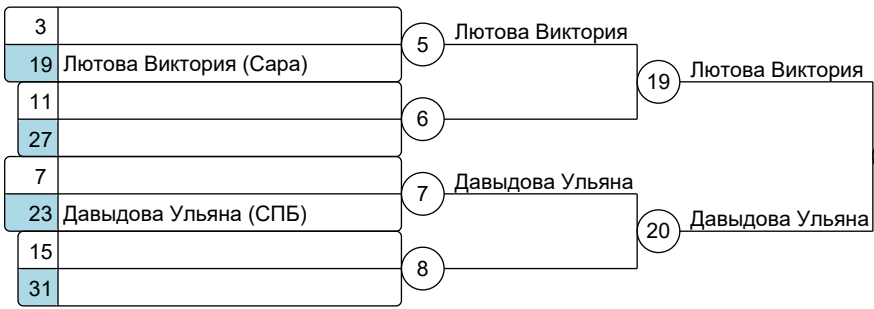 3
19 Лютова Виктория (Сара)
11
27
7
23 Давыдова Ульяна (СПБ)
15
31
5 Лютова Виктория
6
7 Давыдова Ульяна
8
19 Лютова Виктория
20 Давыдова Ульяна